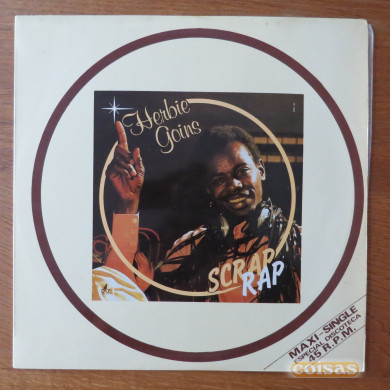 Herbie
Goins
SCRAP
RAP
MAXI-SINGLE
ESPECIAL DISCOTECA
45 R.P.M.
coisas